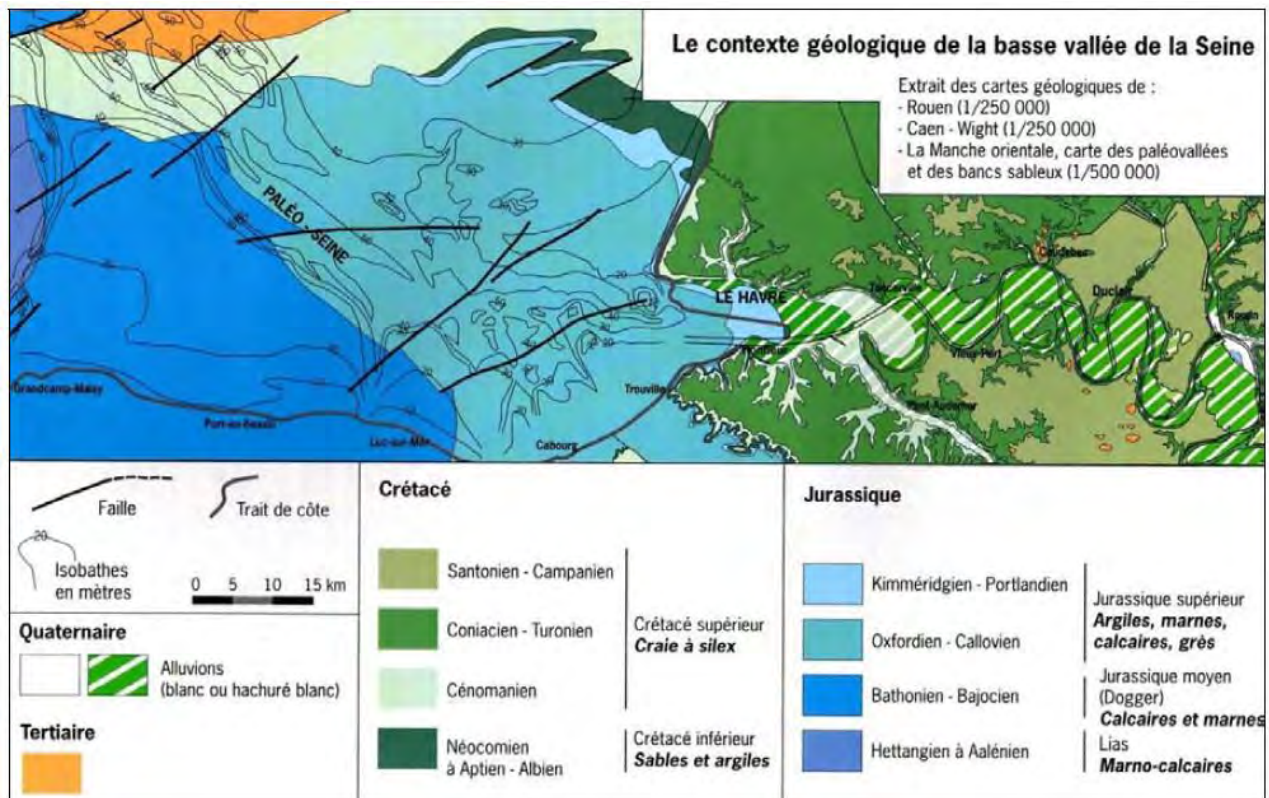 Le contexte géologique de la basse vallée de la Seine
Extrait des cartes géologiques de :
- Rouen (1/250 000)
- Caen - Wight (1/250 000)
- La Manche orientale, carte des paléovallées
et des bancs sableux (1/500 000)
PALÉO - SEINE
LE HAVRE
Tancarville
Caudebec
Duclair
Rouen
Honfleur
Vieux-Port
Pont-Audemer
Trouville
Cabourg
Grandcamp-Maisy
Port-en-Bessin
Luc-sur-Mer
Faille
Trait de côte
20
Isobathes
en mètres
0 5 10 15 km
Quaternaire
Alluvions
(blanc ou hachuré blanc)
Tertiaire
Crétacé
Santonien - Campanien
Coniacien - Turonien
Cénomanien
Crétacé supérieur
Craie à silex
Néocomien
à Aptien - Albien
Crétacé inférieur
Sables et argiles
Jurassique
Kimméridgien - Portlandien
Oxfordien - Callovien
Jurassique supérieur
Argiles, marnes,
calcaires, grès
Bathonien - Bajocien
Jurassique moyen
(Dogger)
Calcaires et marnes
Hettangien à Aalénien
Lias
Marno-calcaires